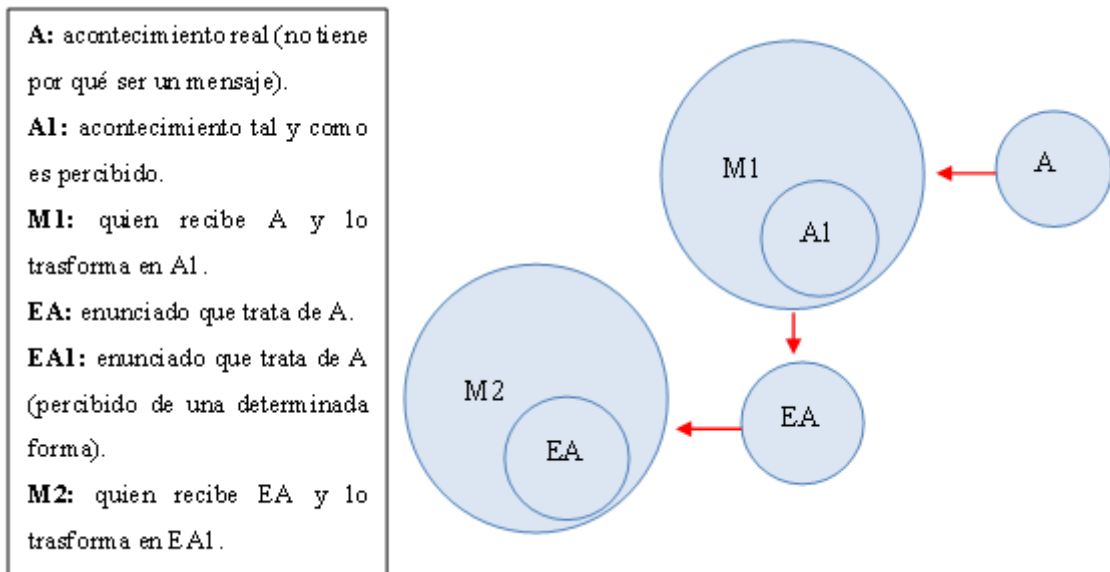 A: acontecimiento real (no tiene
por qué ser un mensaje).
A1: acontecimiento tal y como
es percibido.
M1: quien recibe A y lo
trasforma en A1.
EA: enunciado que trata de A.
EA1: enunciado que trata de A
(percibido de una determinada
forma).
M2: quien recibe EA y lo
trasforma en EA1.
M1
A
A1
M2
EA
EA